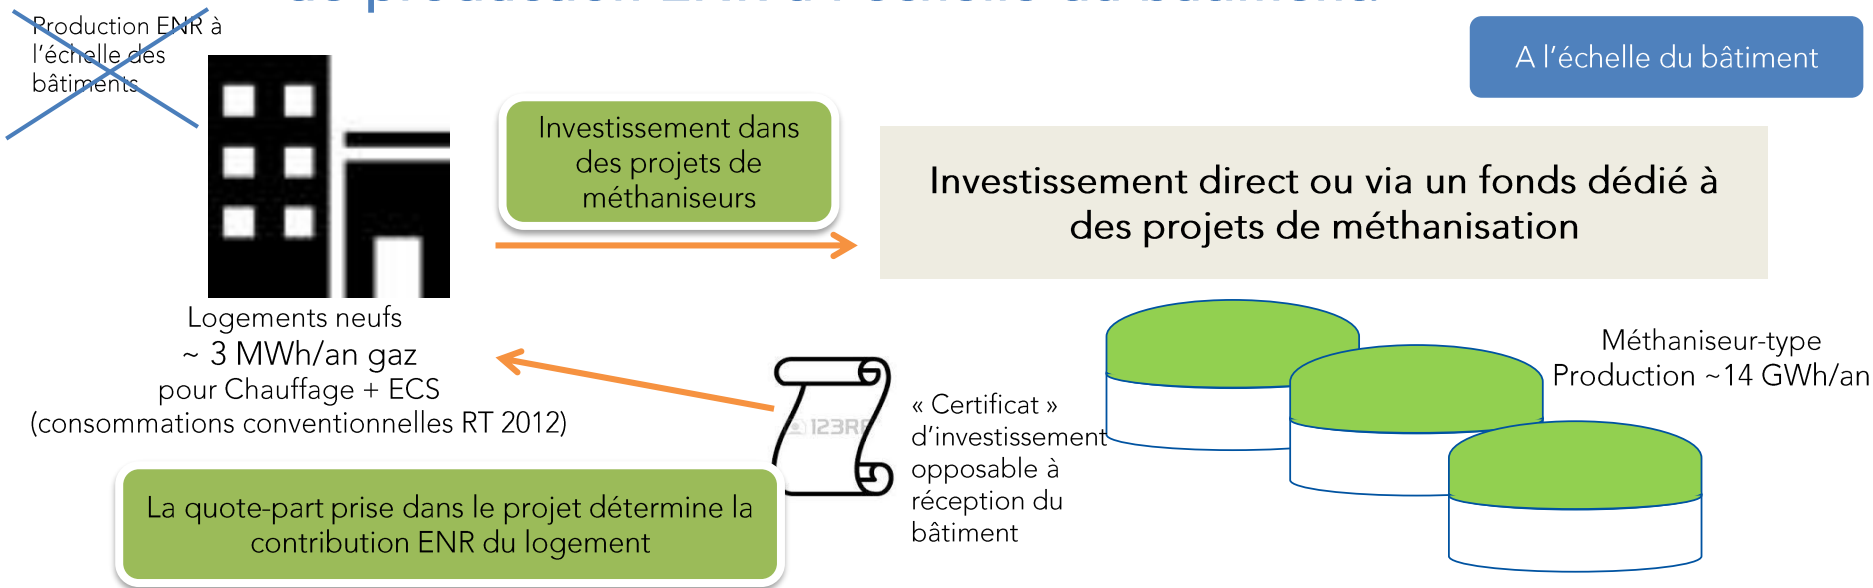 Production ENR à
l'échelle des
bâtiments
A l'échelle du bâtiment
Investissement dans
des projets de
méthaniseurs
Investissement direct ou via un fonds dédié à
des projets de méthanisation
Logements neufs
~ 3 MWh/an gaz
pour Chauffage + ECS
(consommations conventionnelles RT 2012)
Méthaniseur-type
Production ~14 GWh/an
123RF
« Certificat »
d'investissement
opposable à
réception du
bâtiment
La quote-part prise dans le projet détermine la
contribution ENR du logement